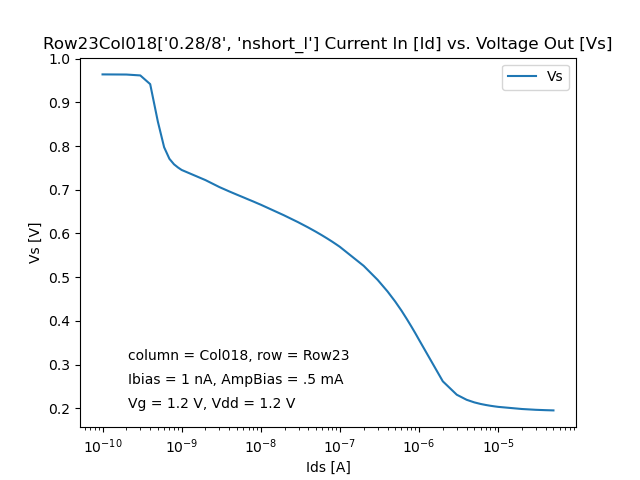 Row23Col018['0.28/8', 'nshort_l'] Current In [Id] vs. Voltage Out [Vs]
Vs
1.0
0.9
0.8
0.7
0.6
0.5
0.4
0.3
0.2
Vs [V]
column = Col018, row = Row23
Ibias = 1 nA, AmpBias = .5 mA
Vg = 1.2 V, Vdd = 1.2 V
10⁻¹⁰ 10⁻⁹ 10⁻⁸ 10⁻⁷ 10⁻⁶ 10⁻⁵
Ids [A]